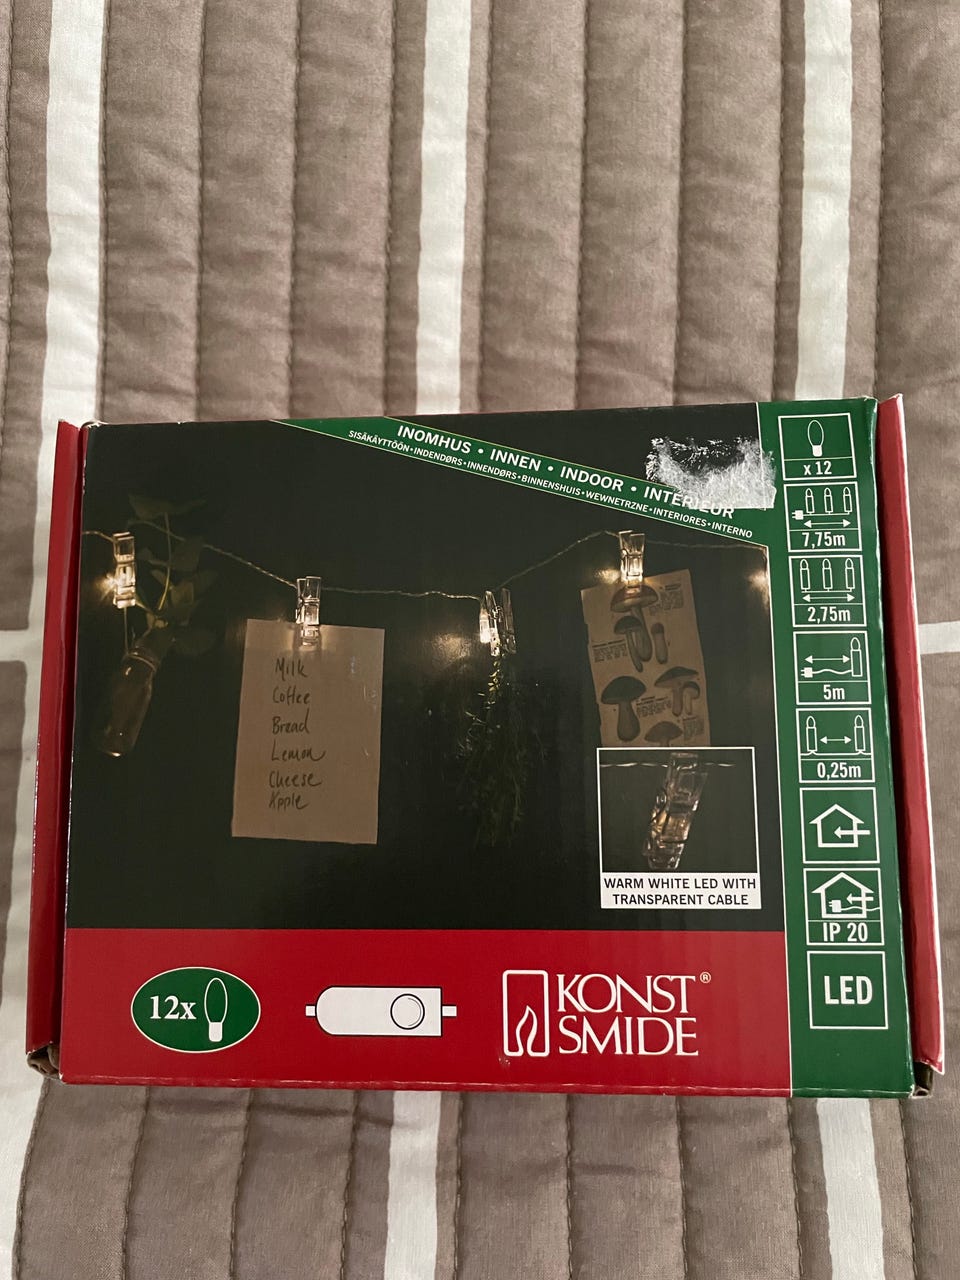 INOMHUS • INNEN • INDOOR • INTERIEUR
SISÄKÄYTTÖÖN•INDENDØRS•INNENDØRS•BINNENSHUIS•WEWNETRZNE•INTERIORES•INTERNO
x 12
7,75m
2,75m
5m
0,25m
IP 20
LED
Milk
Coffee
Bread
Lemon
Cheese
Apple
WARM WHITE LED WITH
TRANSPARENT CABLE
12x
KONST®
SMIDE